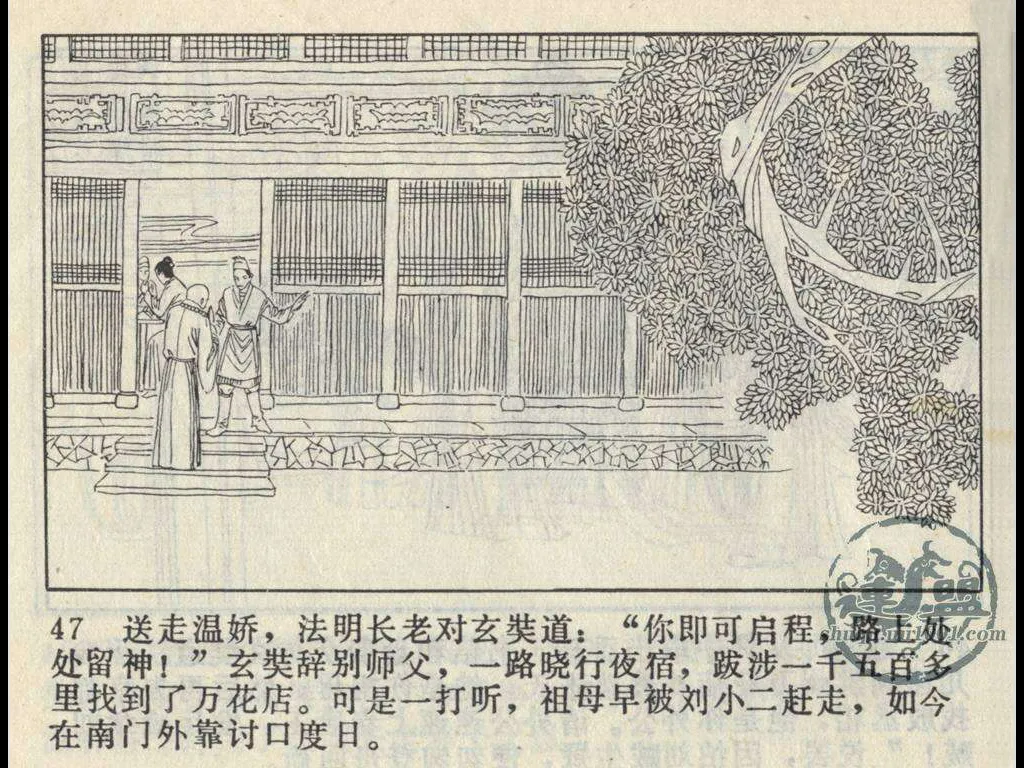 47 送走温娇，法明长老对玄奘道：“你即可启程，路上处
处留神！”玄奘辞别师父，一路晓行夜宿，跋涉一千五百多
里找到了万花店。可是一打听，祖母早被刘小二赶走，如今
在南门外靠讨口度日。